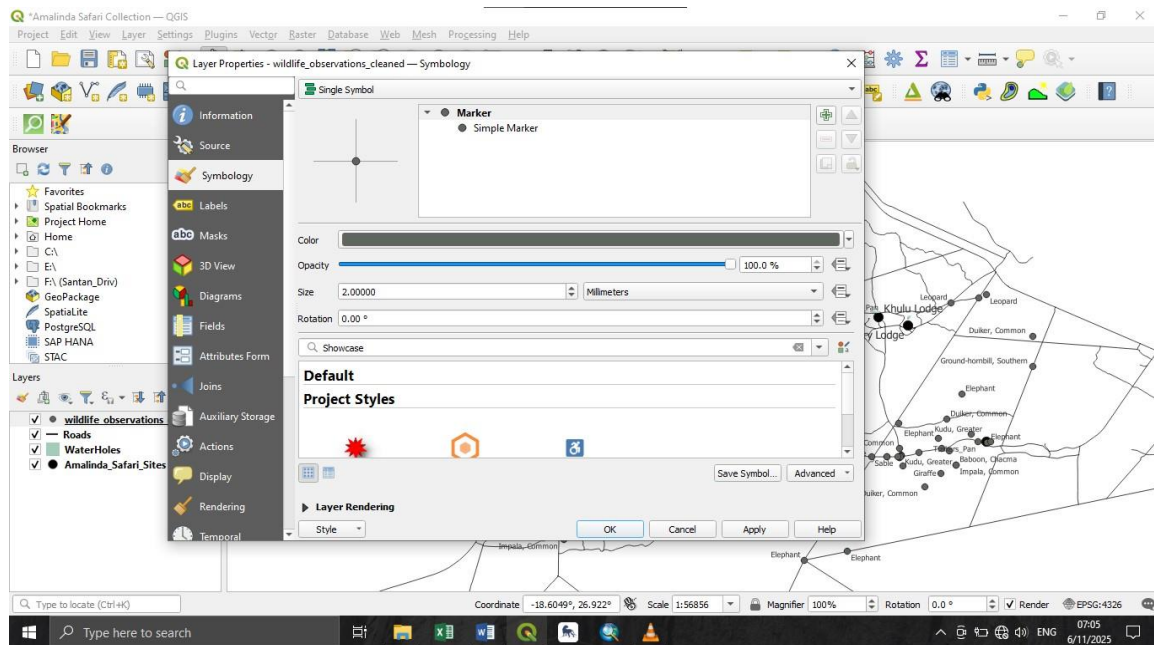 *Amalinda Safari Collection — QGIS
Project Edit View Layer Settings Plugins Vector Raster Database Web Mesh Processing Help
Layer Properties - wildlife_observations_cleaned — Symbology
Single Symbol
Information
Source
Symbology
abc Labels
abc Masks
3D View
Diagrams
Fields
Attributes Form
Joins
Auxiliary Storage
Actions
Display
Rendering
Temporal
Marker
Simple Marker
Color
Opacity 100.0 %
Size 2.00000 Millimeters
Rotation 0.00 °
Showcase
Default
Project Styles
Save Symbol... Advanced
Layer Rendering
Style OK Cancel Apply Help
Browser
Favorites
Spatial Bookmarks
Project Home
Home
C:\
E:\
F:\ (Santan_Driv)
GeoPackage
SpatiaLite
PostgreSQL
SAP HANA
STAC
Layers
wildlife_observations
Roads
WaterHoles
Amalinda_Safari_Sites
abc
Leopard
Leopard
Pan Khulu Lodge
Lodge
Duiker, Common
Ground-hornbill, Southern
Elephant
Duiker, Common
Kudu, Greater
Elephant
Elephant
Common
Pan
Sable
Kudu, Greater
Baboon, Chacma
Giraffe
Impala, Common
Duiker, Common
Impala, Common
Elephant
Elephant
Type to locate (Ctrl+K) Coordinate -18.6049°, 26.922° Scale 1:56856 Magnifier 100% Rotation 0.0 ° Render EPSG:4326
Type here to search ENG 07:05
6/11/2025